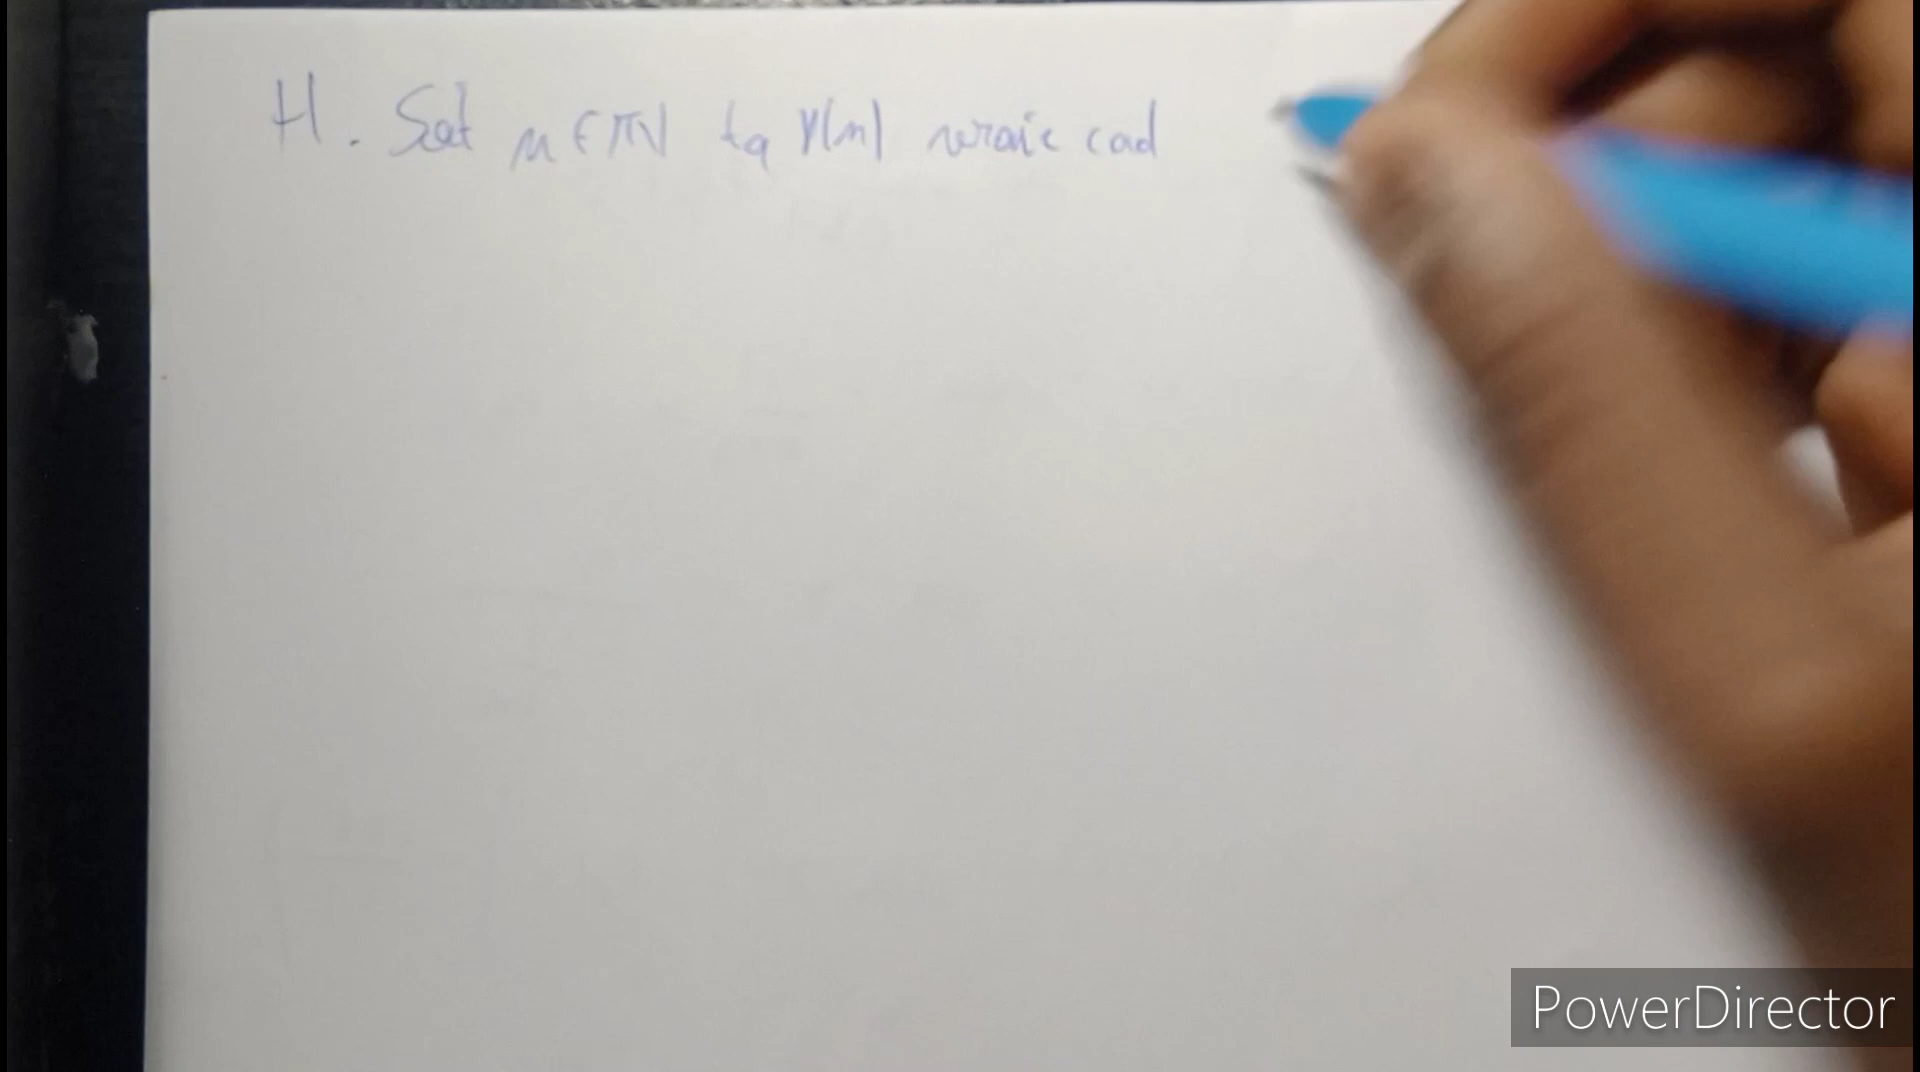 H. Soit n ∈ ℕ tq P(n) vraie cad
PowerDirector